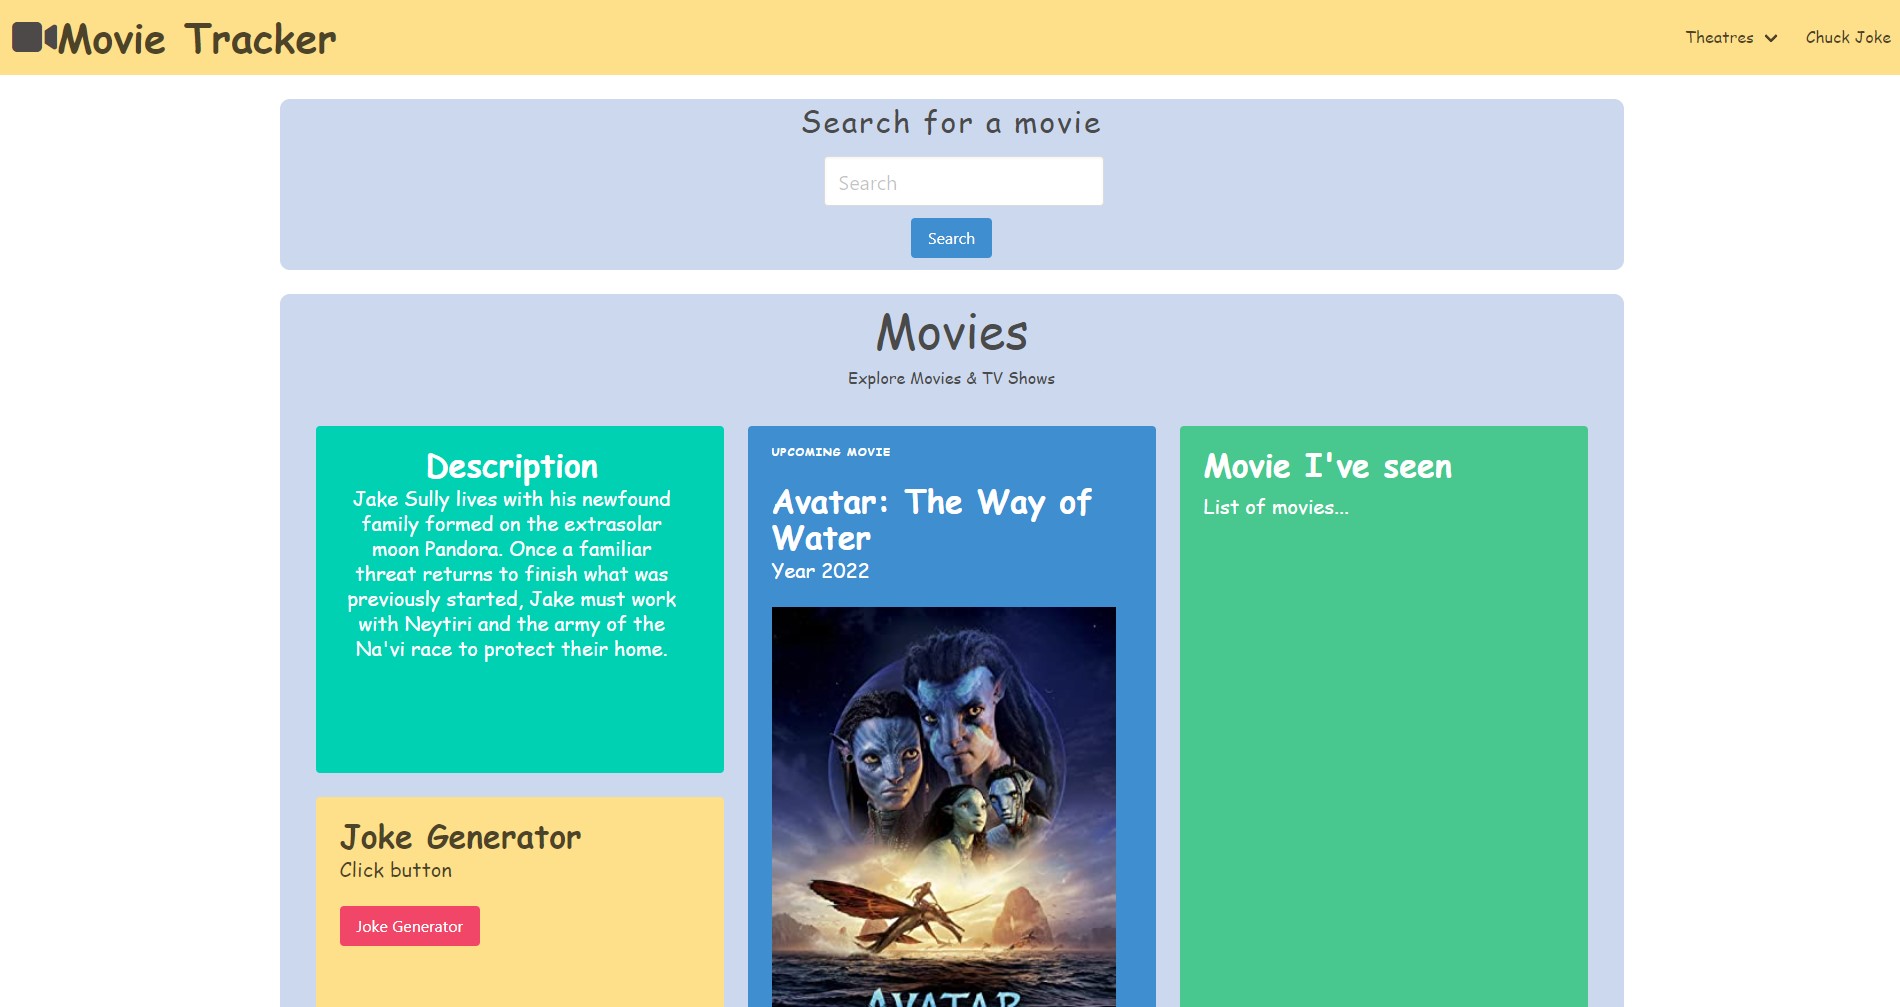 Movie Tracker
Theatres
Chuck Joke
Search for a movie
Search
Search
Movies
Explore Movies & TV Shows
Description
Jake Sully lives with his newfound
family formed on the extrasolar
moon Pandora. Once a familiar
threat returns to finish what was
previously started, Jake must work
with Neytiri and the army of the
Na'vi race to protect their home.
Joke Generator
Click button
Joke Generator
UPCOMING MOVIE
Avatar: The Way of
Water
Year 2022
AVATAR
Movie I've seen
List of movies...